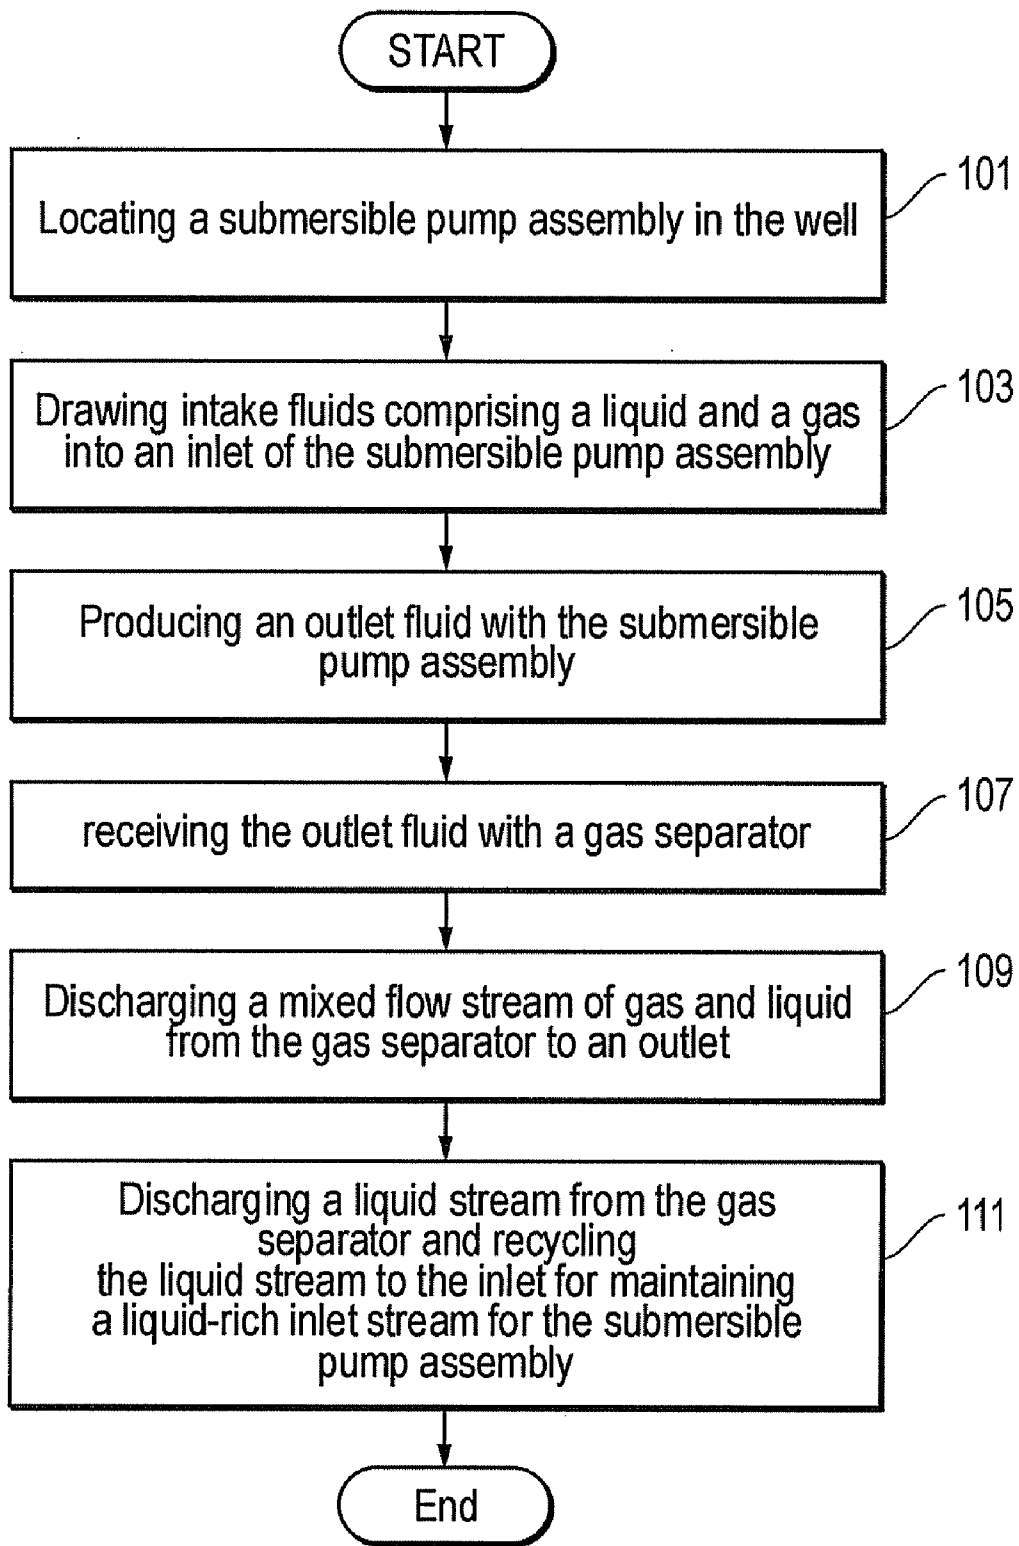 START
Locating a submersible pump assembly in the well
101
Drawing intake fluids comprising a liquid and a gas
into an inlet of the submersible pump assembly
103
Producing an outlet fluid with the submersible
pump assembly
105
receiving the outlet fluid with a gas separator
107
Discharging a mixed flow stream of gas and liquid
from the gas separator to an outlet
109
Discharging a liquid stream from the gas
separator and recycling
the liquid stream to the inlet for maintaining
a liquid-rich inlet stream for the submersible
pump assembly
111
End